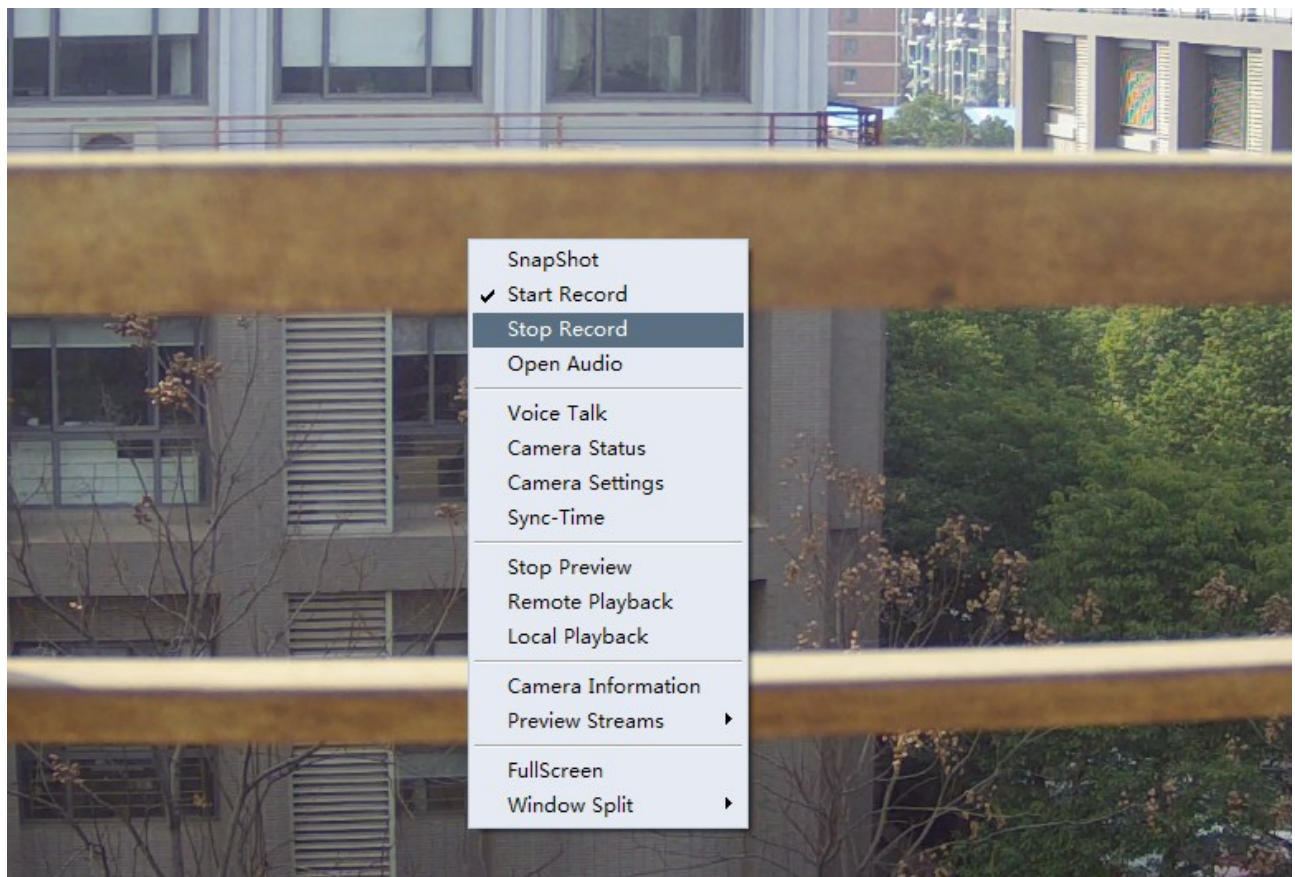 SnapShot
Start Record
Stop Record
Open Audio
Voice Talk
Camera Status
Camera Settings
Sync-Time
Stop Preview
Remote Playback
Local Playback
Camera Information
Preview Streams
FullScreen
Window Split